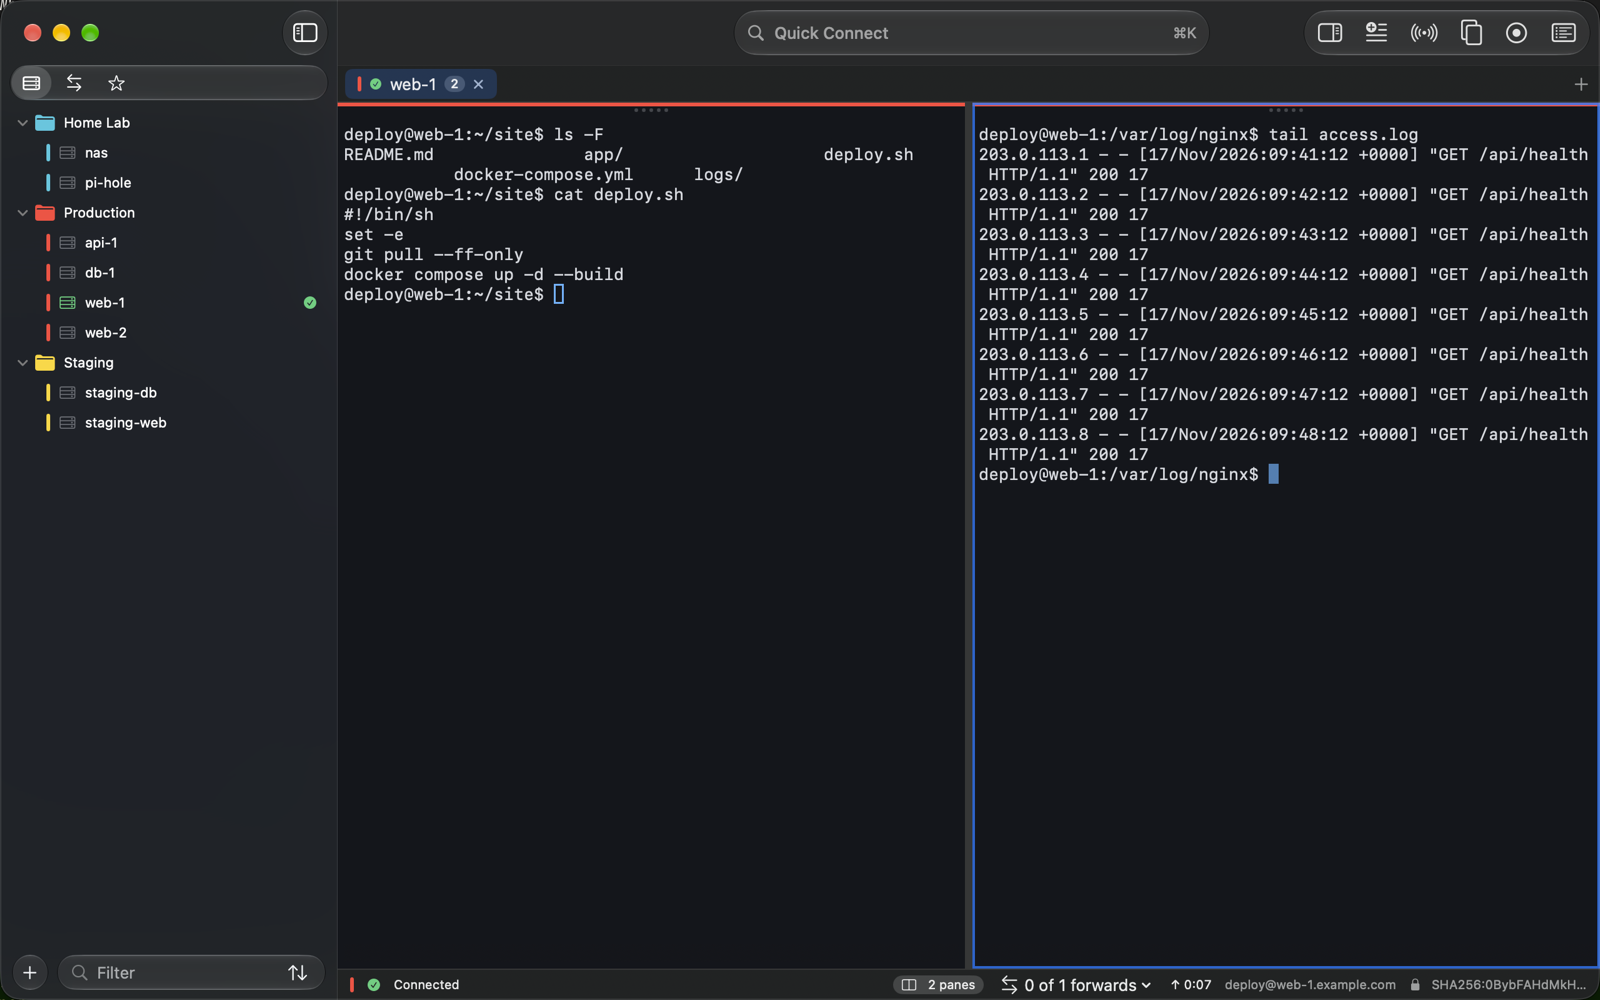 Quick Connect
⌘K
web-1 2
Home Lab
nas
pi-hole
Production
api-1
db-1
web-1
web-2
Staging
staging-db
staging-web
Filter
deploy@web-1:~/site$ ls -F
README.md app/ deploy.sh
docker-compose.yml logs/
deploy@web-1:~/site$ cat deploy.sh
#!/bin/sh
set -e
git pull --ff-only
docker compose up -d --build
deploy@web-1:~/site$
deploy@web-1:/var/log/nginx$ tail access.log
203.0.113.1 - - [17/Nov/2026:09:41:12 +0000] "GET /api/health
HTTP/1.1" 200 17
203.0.113.2 - - [17/Nov/2026:09:42:12 +0000] "GET /api/health
HTTP/1.1" 200 17
203.0.113.3 - - [17/Nov/2026:09:43:12 +0000] "GET /api/health
HTTP/1.1" 200 17
203.0.113.4 - - [17/Nov/2026:09:44:12 +0000] "GET /api/health
HTTP/1.1" 200 17
203.0.113.5 - - [17/Nov/2026:09:45:12 +0000] "GET /api/health
HTTP/1.1" 200 17
203.0.113.6 - - [17/Nov/2026:09:46:12 +0000] "GET /api/health
HTTP/1.1" 200 17
203.0.113.7 - - [17/Nov/2026:09:47:12 +0000] "GET /api/health
HTTP/1.1" 200 17
203.0.113.8 - - [17/Nov/2026:09:48:12 +0000] "GET /api/health
HTTP/1.1" 200 17
deploy@web-1:/var/log/nginx$
Connected
2 panes
0 of 1 forwards
↑ 0:07
deploy@web-1.example.com
SHA256:0BybFAHdMkH...